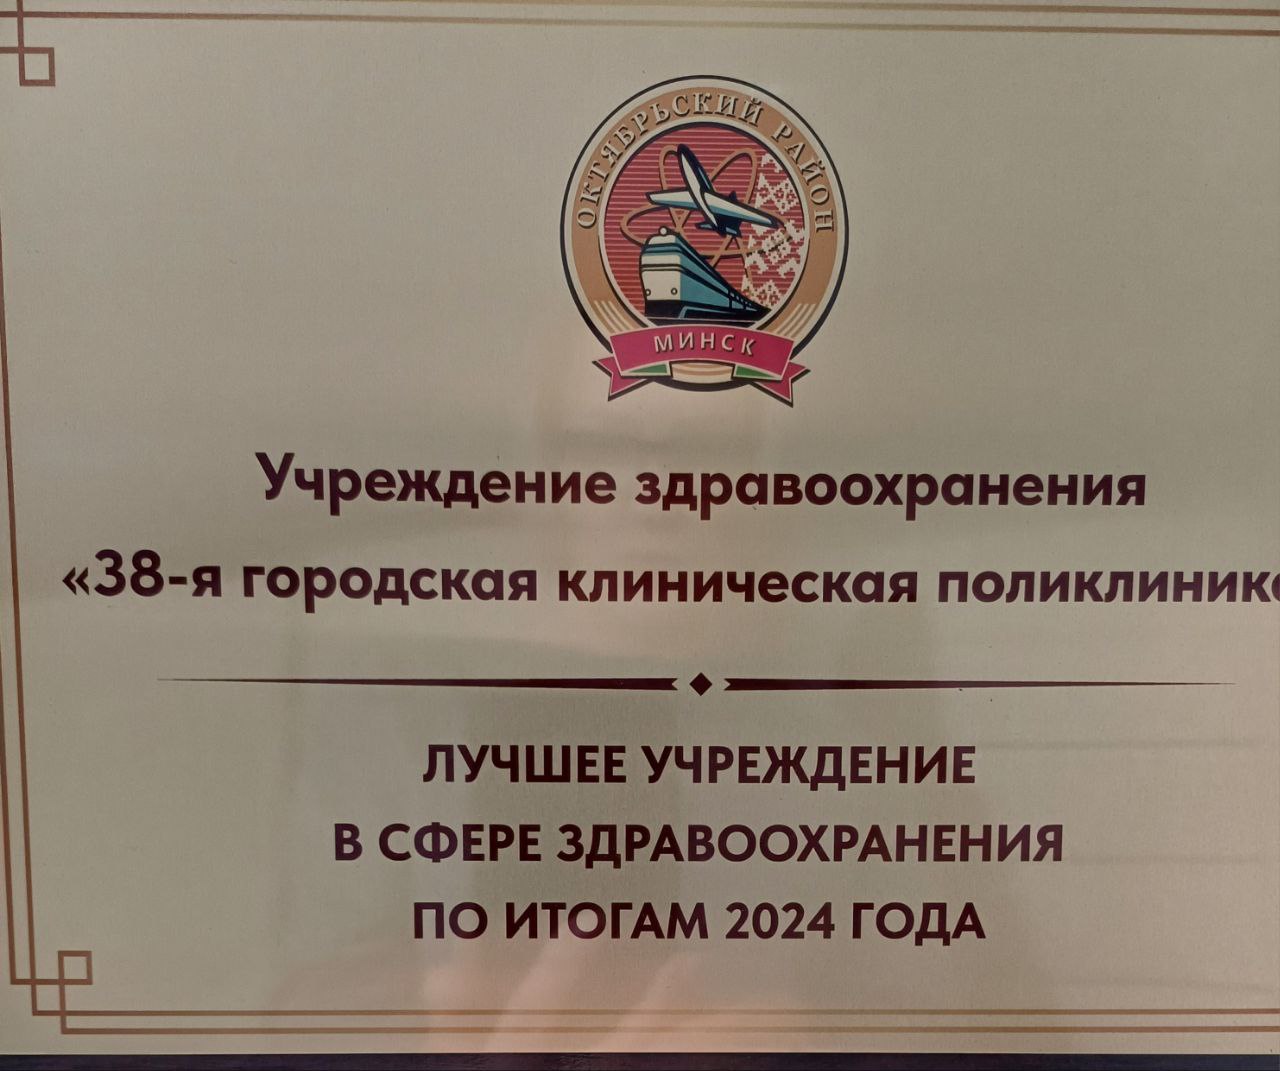 ОКТЯБРЬСКИЙ РАЙОН
МИНСК
Учреждение здравоохранения
«38-я городская клиническая поликлиника
ЛУЧШЕЕ УЧРЕЖДЕНИЕ
В СФЕРЕ ЗДРАВООХРАНЕНИЯ
ПО ИТОГАМ 2024 ГОДА